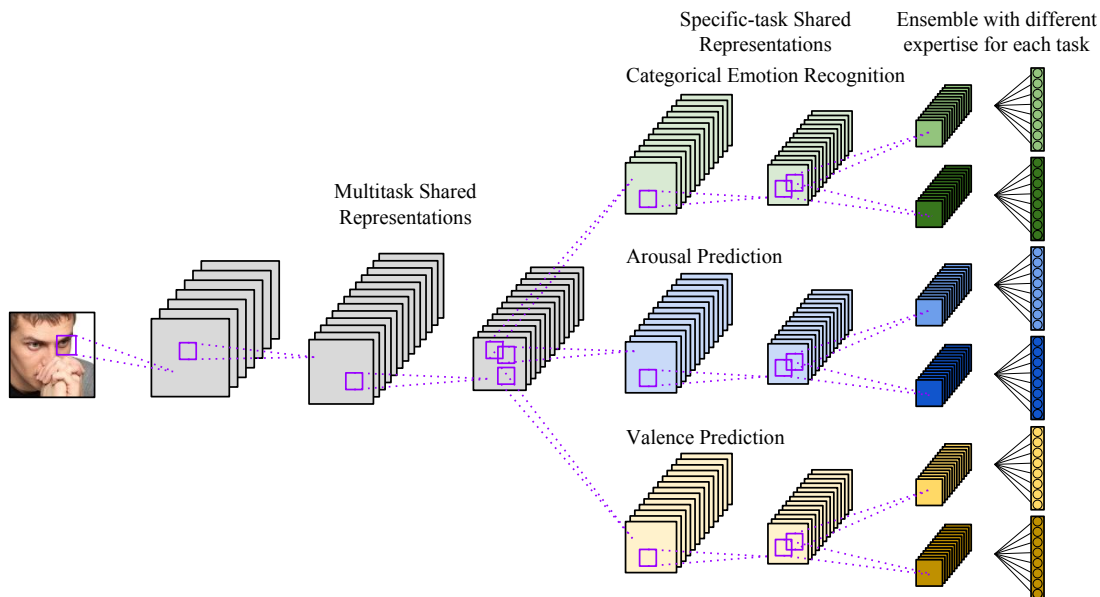 Specific-task Shared
Representations
Ensemble with different
expertise for each task
Categorical Emotion Recognition
Multitask Shared
Representations
Arousal Prediction
Valence Prediction